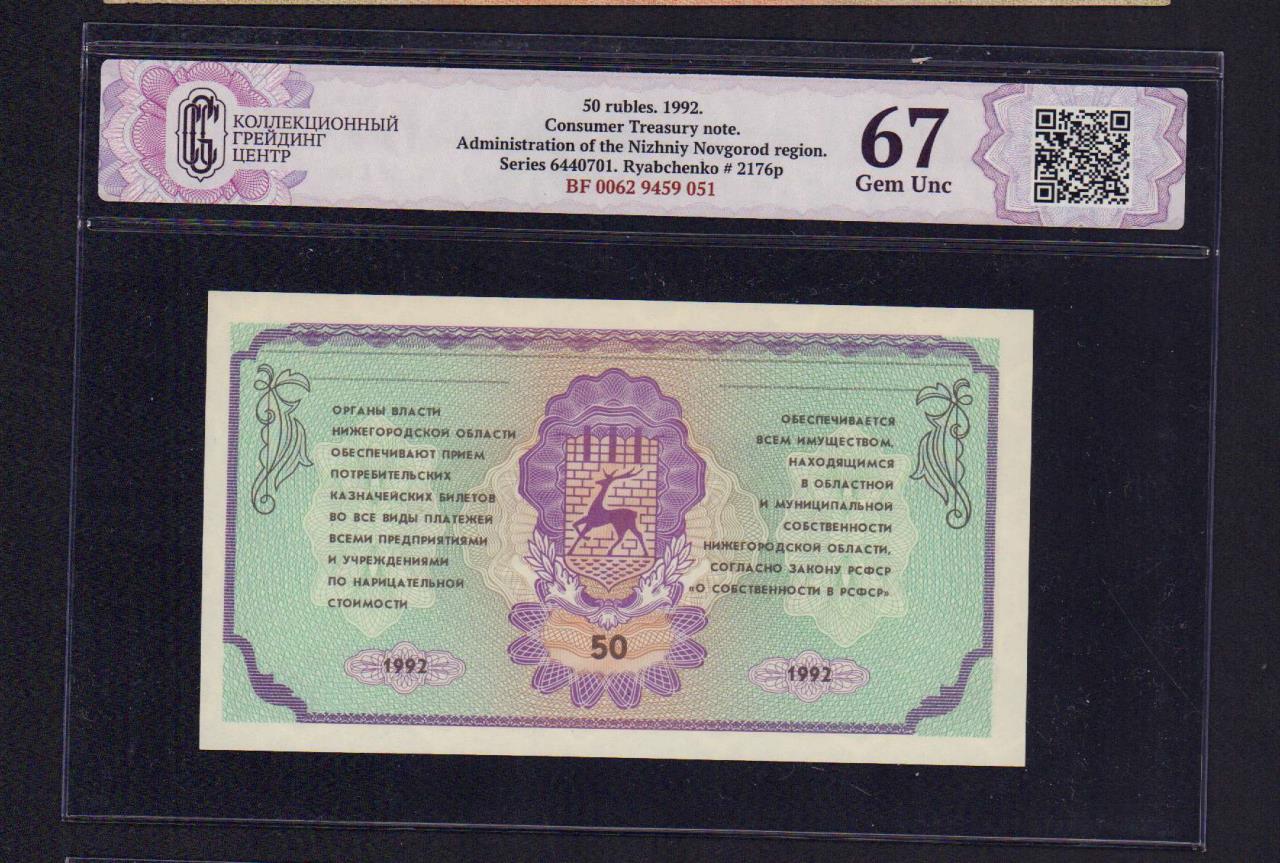 CGC
КОЛЛЕКЦИОННЫЙ
ГРЕЙДИНГ
ЦЕНТР
50 rubles. 1992.
Consumer Treasury note.
Administration of the Nizhniy Novgorod region.
Series 6440701. Ryabchenko # 2176p
BF 0062 9459 051
67
Gem Unc
ОРГАНЫ ВЛАСТИ
НИЖЕГОРОДСКОЙ ОБЛАСТИ
ОБЕСПЕЧИВАЮТ ПРИЕМ
ПОТРЕБИТЕЛЬСКИХ
КАЗНАЧЕЙСКИХ БИЛЕТОВ
ВО ВСЕ ВИДЫ ПЛАТЕЖЕЙ
ВСЕМИ ПРЕДПРИЯТИЯМИ
И УЧРЕЖДЕНИЯМИ
ПО НАРИЦАТЕЛЬНОЙ
СТОИМОСТИ
ОБЕСПЕЧИВАЕТСЯ
ВСЕМ ИМУЩЕСТВОМ,
НАХОДЯЩИМСЯ
В ОБЛАСТНОЙ
И МУНИЦИПАЛЬНОЙ
СОБСТВЕННОСТИ
НИЖЕГОРОДСКОЙ ОБЛАСТИ,
СОГЛАСНО ЗАКОНУ РСФСР
«О СОБСТВЕННОСТИ В РСФСР»
1992
50
1992